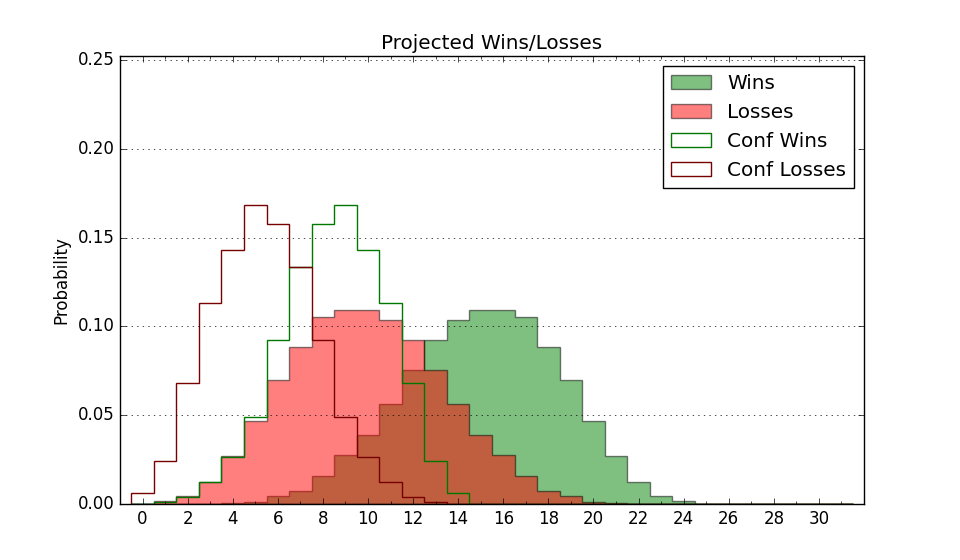 Projected Wins/Losses
Probability
0.25
0.20
0.15
0.10
0.05
0.00
0 2 4 6 8 10 12 14 16 18 20 22 24 26 28 30
Wins
Losses
Conf Wins
Conf Losses